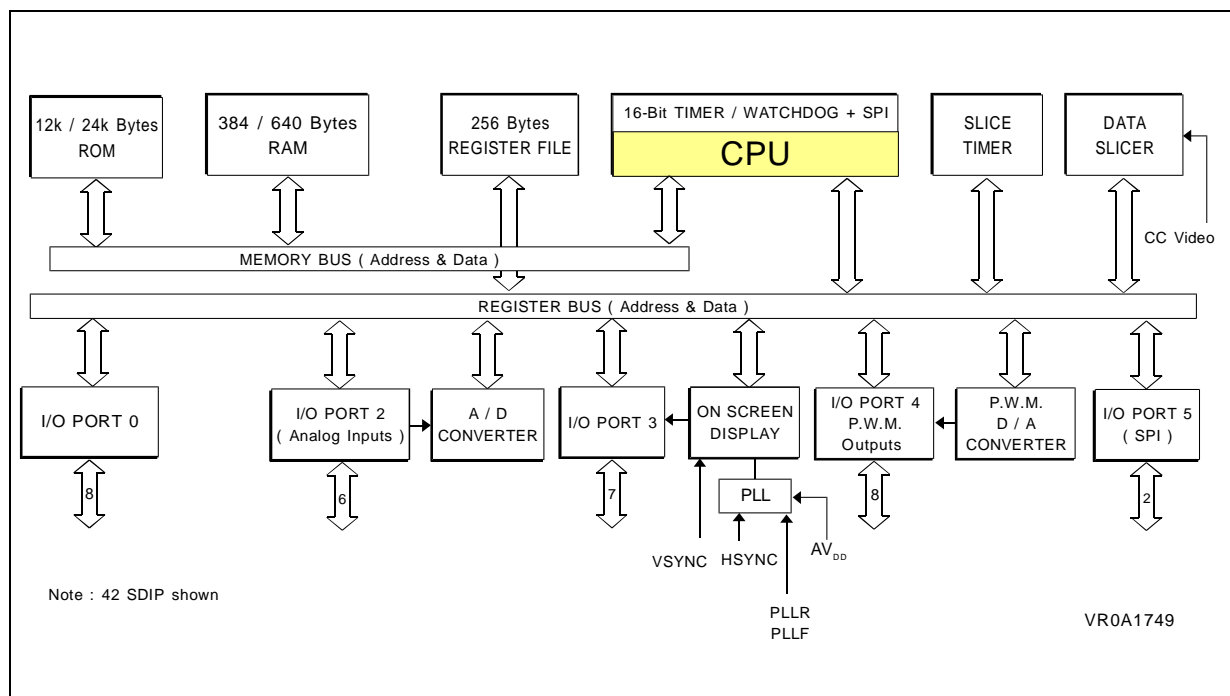 12k / 24k Bytes
ROM
384 / 640 Bytes
RAM
256 Bytes
REGISTER FILE
16-Bit TIMER / WATCHDOG + SPI
CPU
SLICE
TIMER
DATA
SLICER
CC Video
MEMORY BUS ( Address & Data )
REGISTER BUS ( Address & Data )
I/O PORT 0
I/O PORT 2
( Analog Inputs )
A / D
CONVERTER
I/O PORT 3
ON SCREEN
DISPLAY
I/O PORT 4
P.W.M.
Outputs
P.W.M.
D / A
CONVERTER
I/O PORT 5
( SPI )
8
6
7
PLL
8
2
VSYNC
HSYNC
AVDD
PLLR
PLLF
Note : 42 SDIP shown
VR0A1749